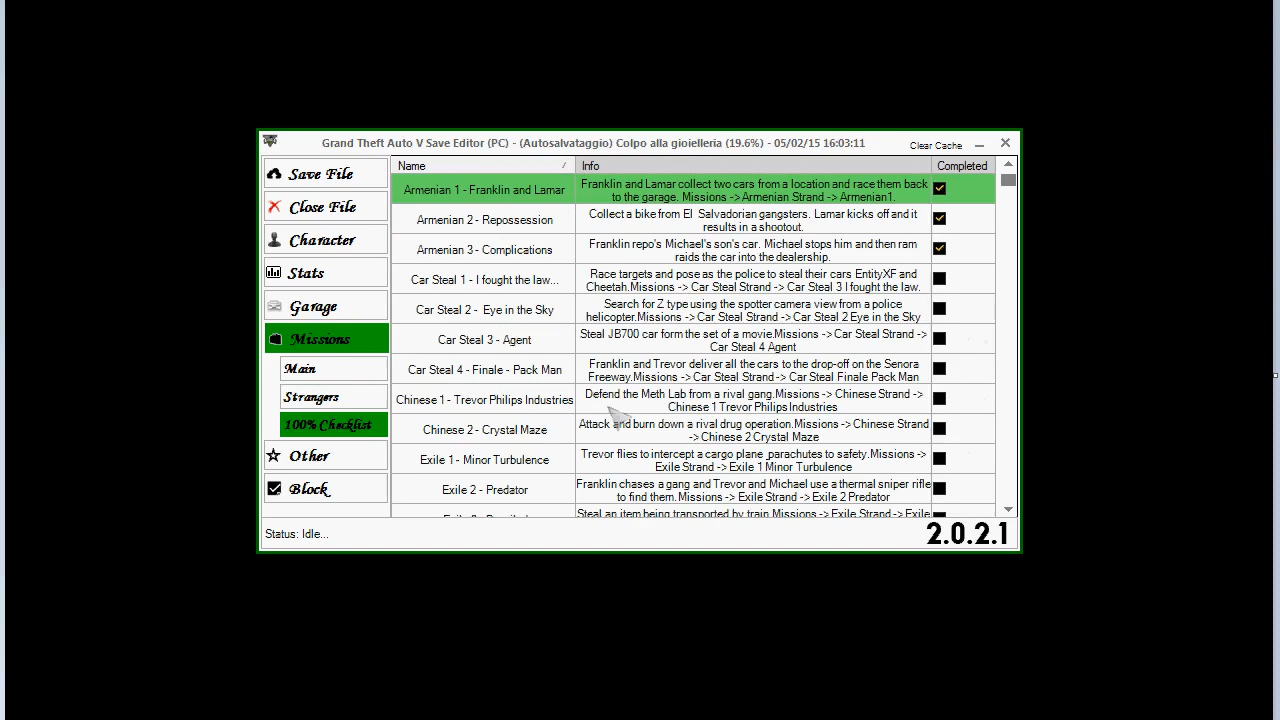 Grand Theft Auto V Save Editor (PC) - (Autosalvataggio) Colpo alla gioielleria (19.6%) - 05/02/15 16:03:11
Clear Cache
Save File
Close File
Character
Stats
Garage
Missions
Main
Strangers
100% Checklist
Other
Block
Name
Info
Completed
Armenian 1 - Franklin and Lamar
Franklin and Lamar collect two cars from a location and race them back
to the garage. Missions ->Armenian Strand -> Armenian1.
Armenian 2 - Repossession
Collect a bike from El Salvadorian gangsters. Lamar kicks off and it
results in a shootout.
Armenian 3 - Complications
Franklin repo's Michael's son's car. Michael stops him and then ram
raids the car into the dealership.
Car Steal 1 - I fought the law...
Race targets and pose as the police to steal their cars EntityXF and
Cheetah.Missions -> Car Steal Strand -> Car Steal 3 I fought the law.
Car Steal 2 - Eye in the Sky
Search for Z type using the spotter camera view from a police
helicopter.Missions -> Car Steal Strand -> Car Steal 2 Eye in the Sky
Car Steal 3 - Agent
Steal JB700 car form the set of a movie.Missions -> Car Steal Strand ->
Car Steal 4 Agent
Car Steal 4 - Finale - Pack Man
Franklin and Trevor deliver all the cars to the drop-off on the Senora
Freeway.Missions -> Car Steal Strand -> Car Steal Finale Pack Man
Chinese 1 - Trevor Philips Industries
Defend the Meth Lab from a rival gang.Missions -> Chinese Strand ->
Chinese 1 Trevor Philips Industries
Chinese 2 - Crystal Maze
Attack and burn down a rival drug operation.Missions -> Chinese Strand
-> Chinese 2 Crystal Maze
Exile 1 - Minor Turbulence
Trevor flies to intercept a cargo plane ,parachutes to safety.Missions ->
Exile Strand -> Exile 1 Minor Turbulence
Exile 2 - Predator
Franklin chases a gang and Trevor and Michael use a thermal sniper rifle
to find them.Missions -> Exile Strand -> Exile 2 Predator
Steal an item being transported by train Missions -> Exile Strand -> Exile
Status: Idle...
2.0.2.1